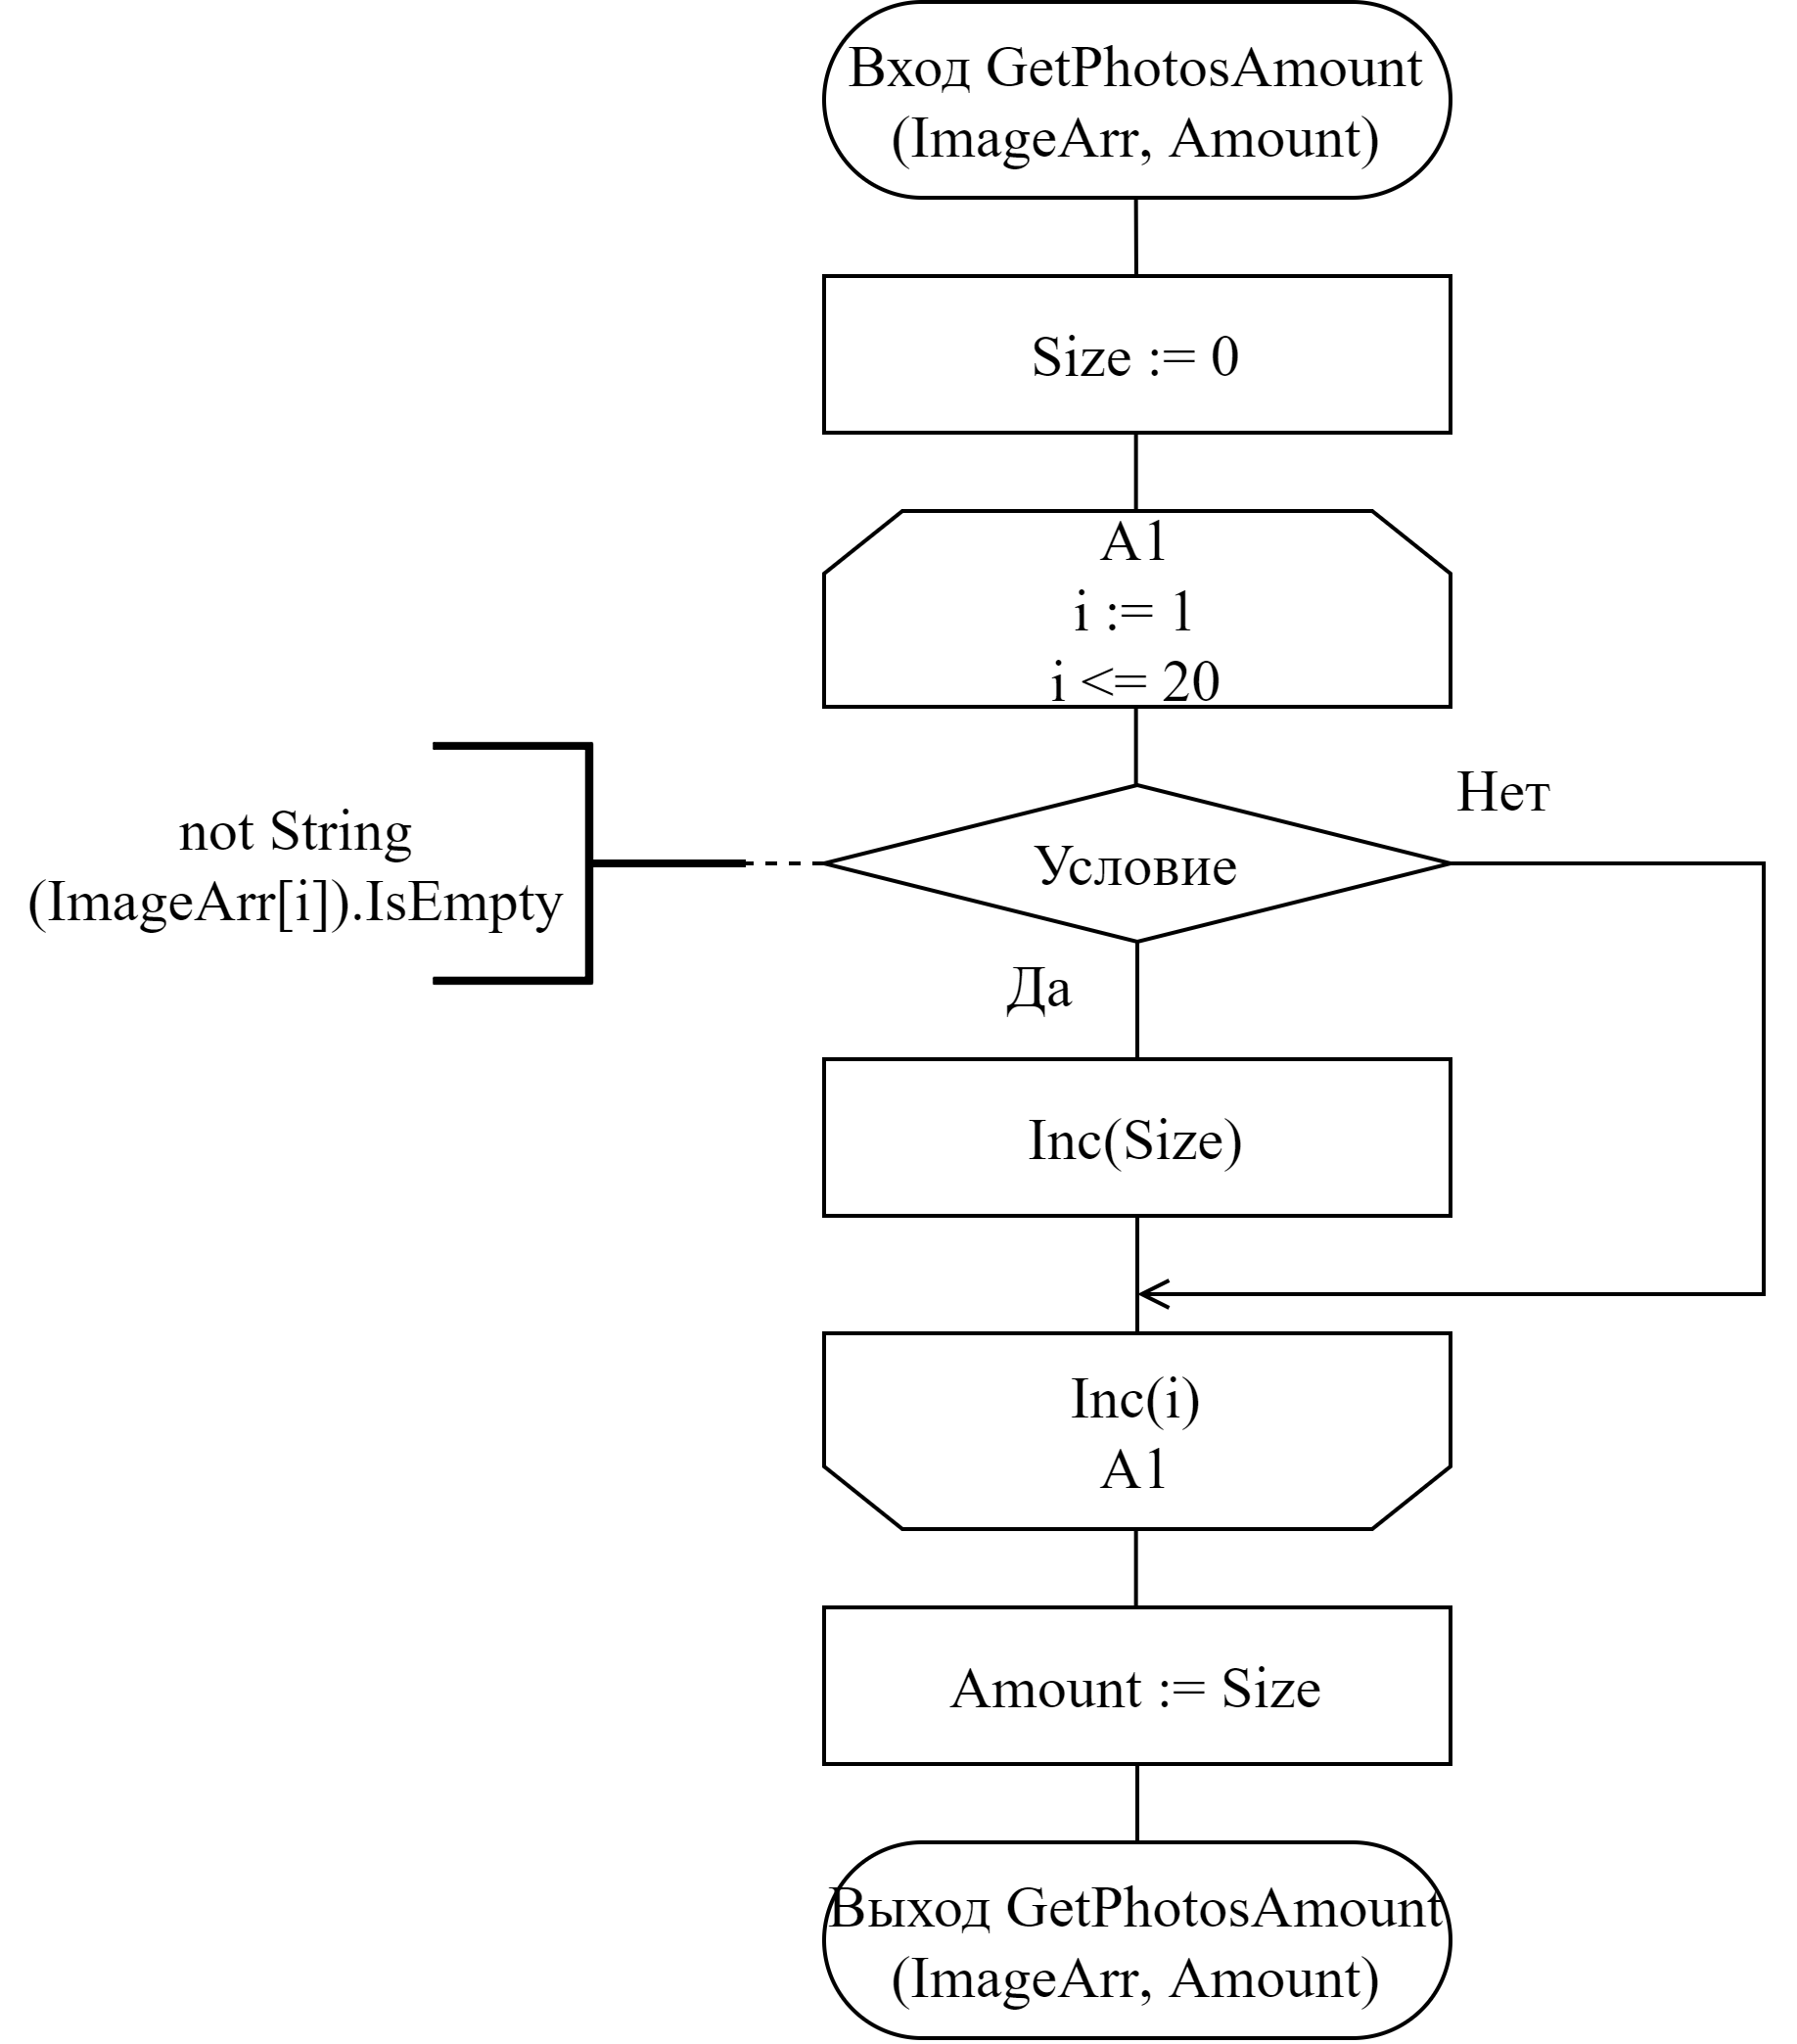 Вход GetPhotosAmount
(ImageArr, Amount)
Size := 0
A1
i := 1
i <= 20
not String
(ImageArr[i]).IsEmpty
Условие
Нет
Да
Inc(Size)
Inc(i)
A1
Amount := Size
Выход GetPhotosAmount
(ImageArr, Amount)